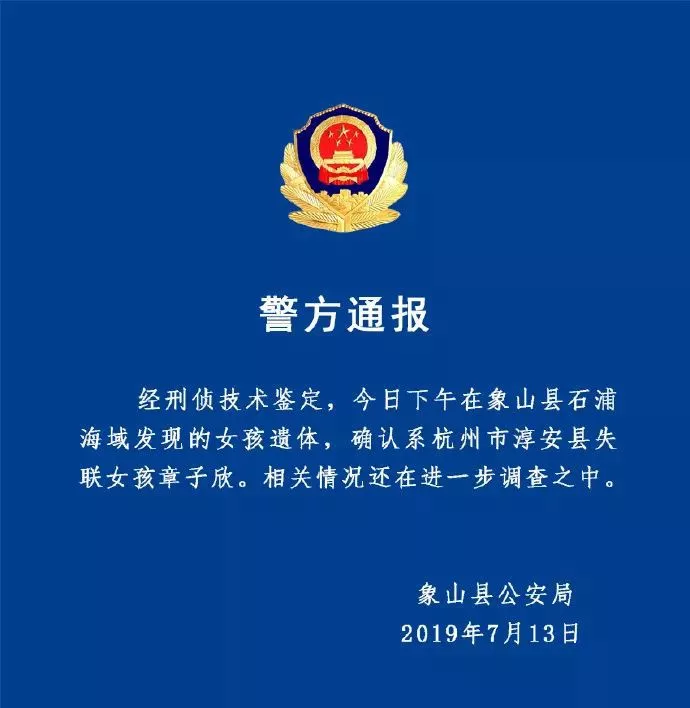 警方通报
经刑侦技术鉴定，今日下午在象山县石浦
海域发现的女孩遗体，确认系杭州市淳安县失
联女孩章子欣。相关情况还在进一步调查之中。
象山县公安局
2019年7月13日